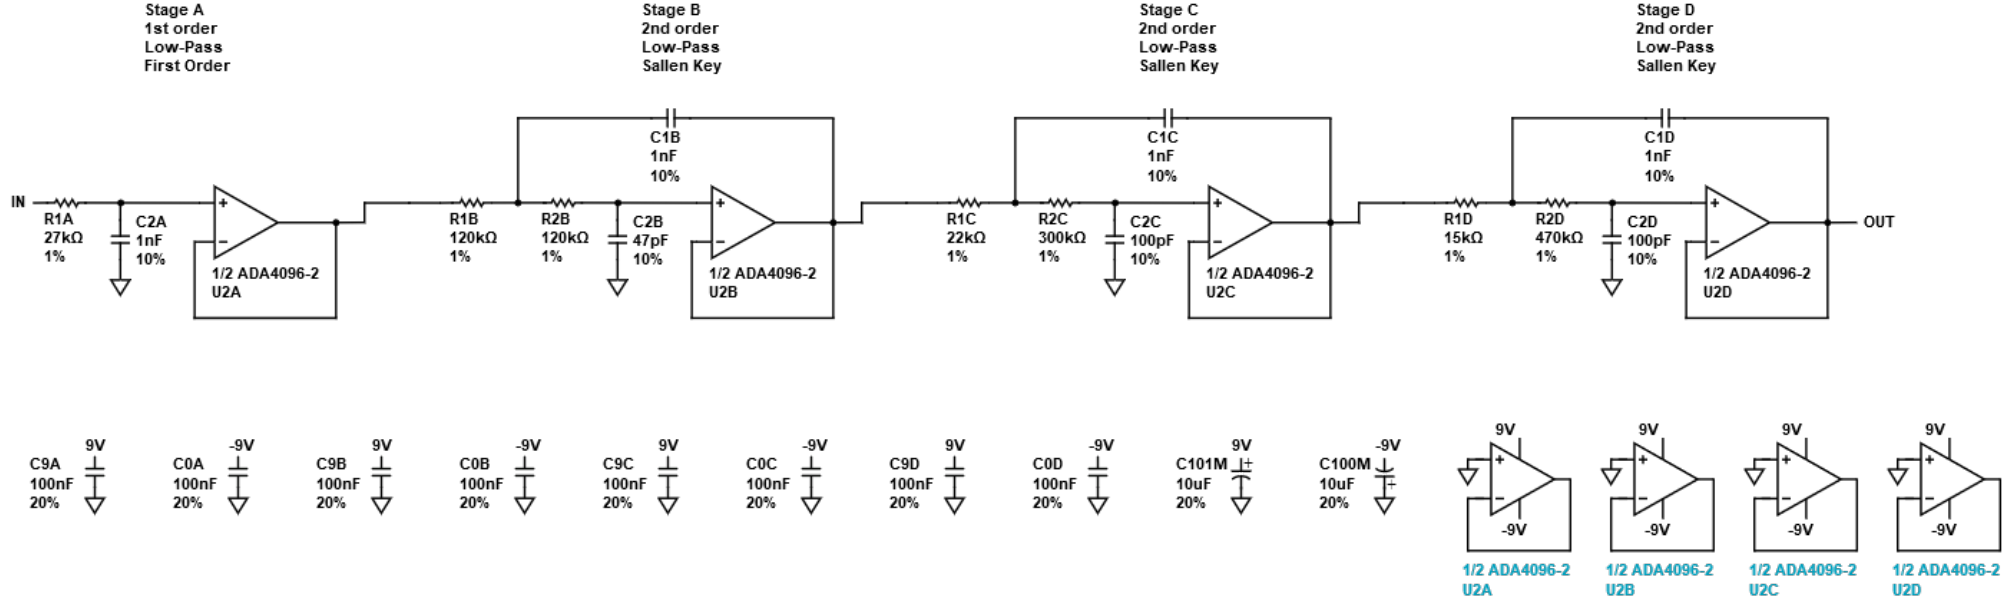 Stage A
1st order
Low-Pass
First Order
Stage B
2nd order
Low-Pass
Sallen Key
Stage C
2nd order
Low-Pass
Sallen Key
Stage D
2nd order
Low-Pass
Sallen Key
IN
R1A
27kΩ
1%
C2A
1nF
10%
+
−
1/2 ADA4096-2
U2A
R1B
120kΩ
1%
C1B
1nF
10%
R2B
120kΩ
1%
C2B
47pF
10%
+
−
1/2 ADA4096-2
U2B
R1C
22kΩ
1%
C1C
1nF
10%
R2C
300kΩ
1%
C2C
100pF
10%
+
−
1/2 ADA4096-2
U2C
R1D
15kΩ
1%
C1D
1nF
10%
R2D
470kΩ
1%
C2D
100pF
10%
+
−
1/2 ADA4096-2
U2D
OUT
9V
C9A
100nF
20%
-9V
C0A
100nF
20%
9V
C9B
100nF
20%
-9V
C0B
100nF
20%
9V
C9C
100nF
20%
-9V
C0C
100nF
20%
9V
C9D
100nF
20%
-9V
C0D
100nF
20%
9V
C101M
+
10uF
20%
-9V
C100M
10uF
+
20%
9V
+
−
-9V
1/2 ADA4096-2
U2A
9V
+
−
-9V
1/2 ADA4096-2
U2B
9V
+
−
-9V
1/2 ADA4096-2
U2C
9V
+
−
-9V
1/2 ADA4096-2
U2D